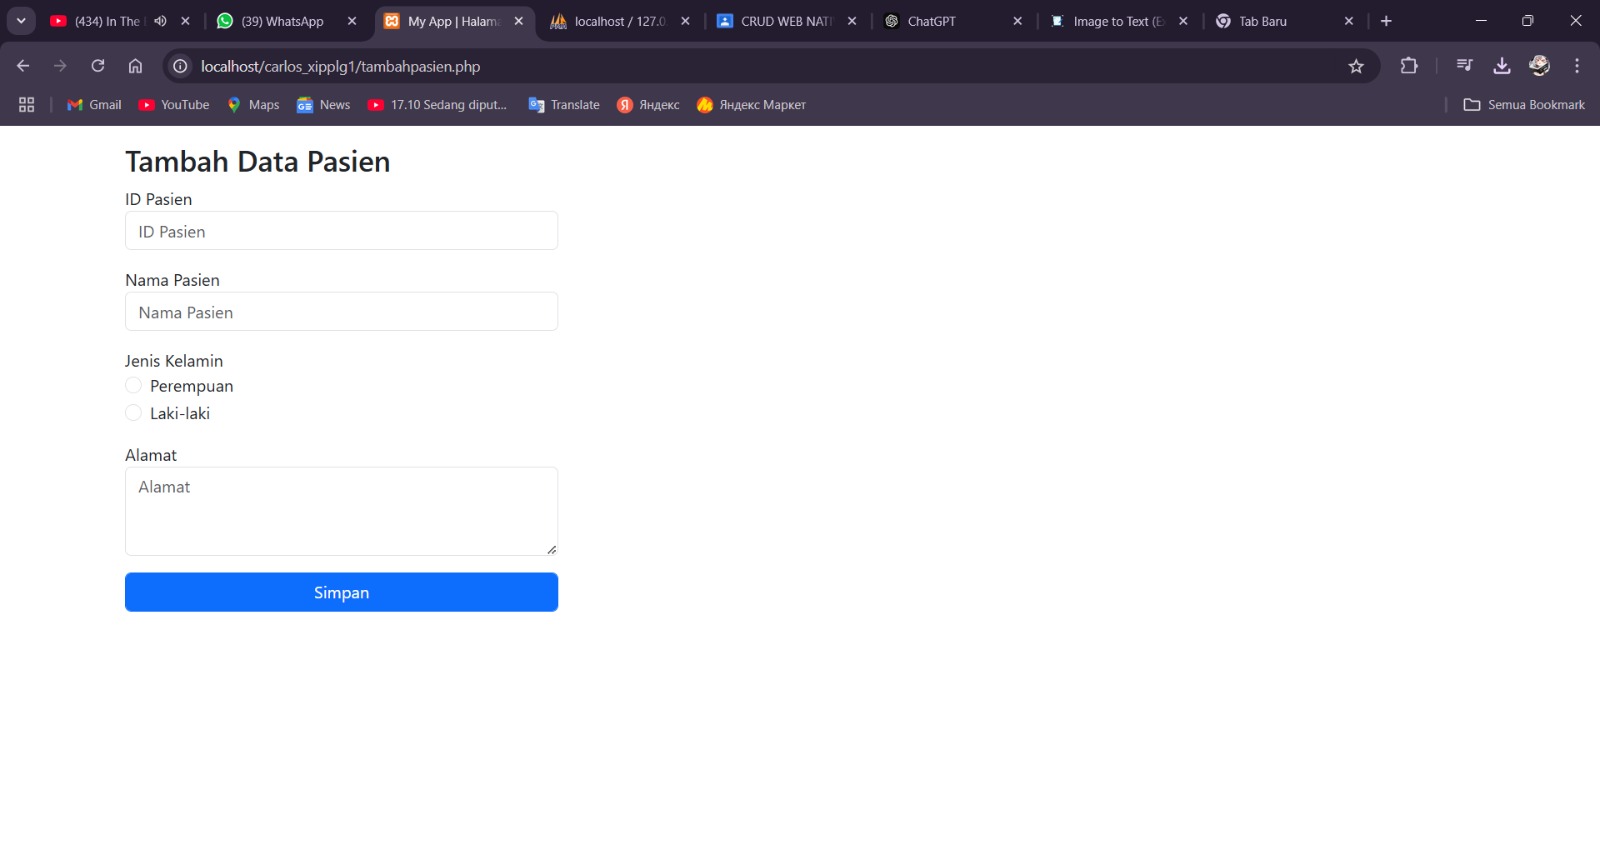 (434) In The
(39) WhatsApp
My App | Halama
localhost / 127.0.
CRUD WEB NATI
ChatGPT
Image to Text (E
Tab Baru
localhost/carlos_xipplg1/tambahpasien.php
Gmail
YouTube
Maps
News
17.10 Sedang diput...
Translate
Яндекс
Яндекс Маркет
Semua Bookmark
Tambah Data Pasien
ID Pasien
ID Pasien
Nama Pasien
Nama Pasien
Jenis Kelamin
Perempuan
Laki-laki
Alamat
Alamat
Simpan